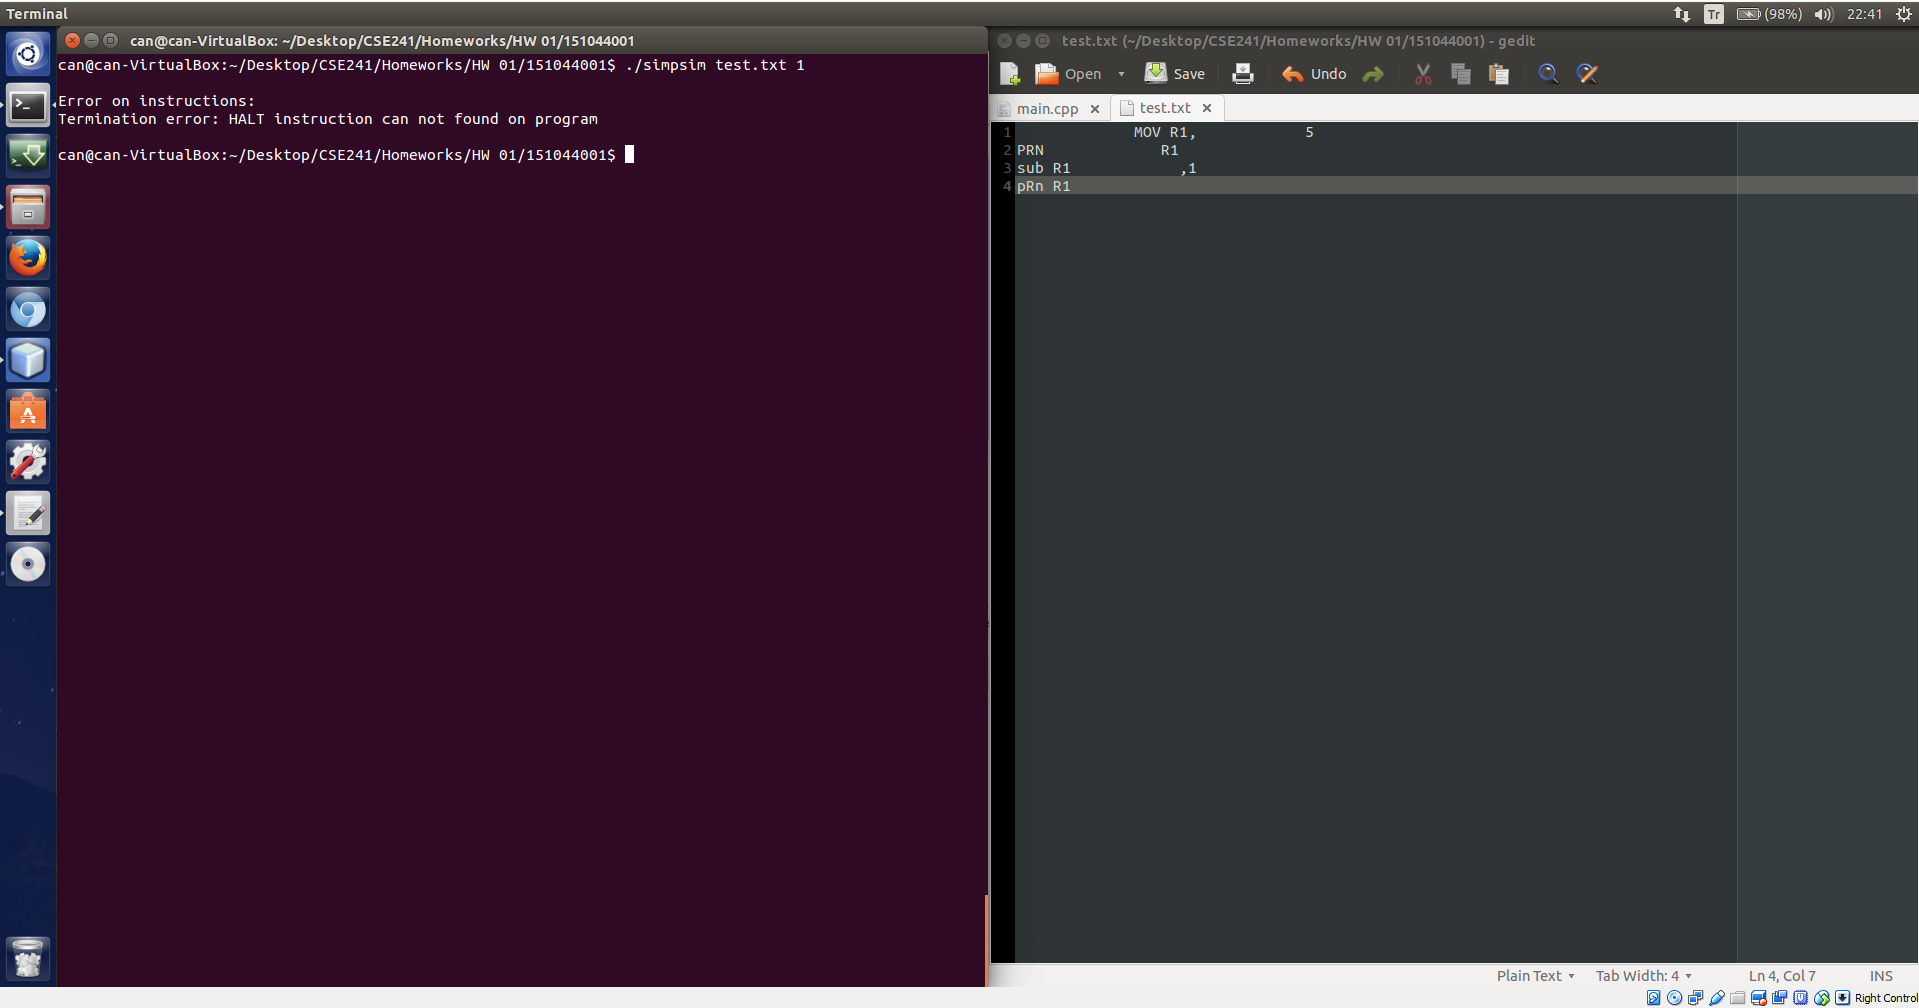 Terminal
Tr
(98%)
22:41
can@can-VirtualBox: ~/Desktop/CSE241/Homeworks/HW 01/151044001
can@can-VirtualBox:~/Desktop/CSE241/Homeworks/HW 01/151044001$ ./simpsim test.txt 1
Error on instructions:
Termination error: HALT instruction can not found on program
can@can-VirtualBox:~/Desktop/CSE241/Homeworks/HW 01/151044001$
test.txt (~/Desktop/CSE241/Homeworks/HW 01/151044001) - gedit
Open Save Undo
main.cpp × test.txt ×
1 MOV R1, 5
2 PRN R1
3 sub R1 ,1
4 pRn R1
Plain Text Tab Width: 4 Ln 4, Col 7 INS
Right Control